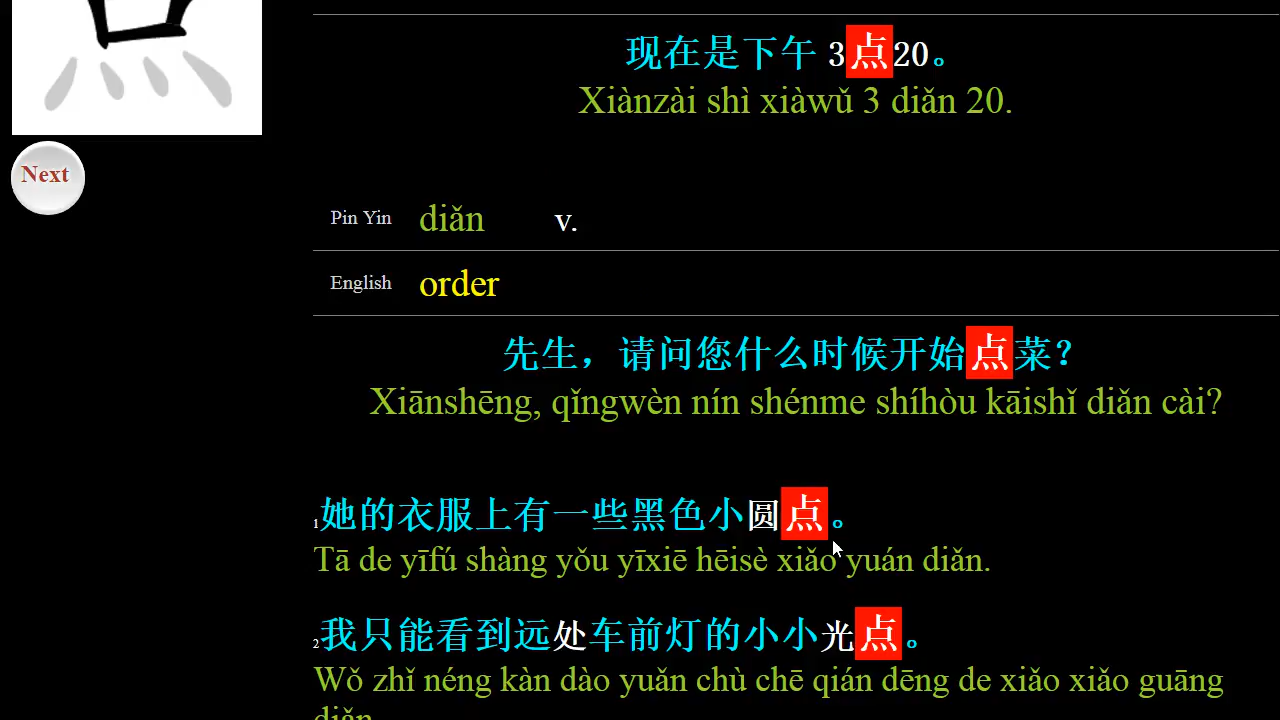 现在是下午 3点20。
Xiànzài shì xiàwǔ 3 diǎn 20.
Next
Pin Yin diǎn v.
English order
先生，请问您什么时候开始点菜？
Xiānshēng, qǐngwèn nín shénme shíhòu kāishǐ diǎn cài?
1她的衣服上有一些黑色小圆点。
Tā de yīfú shàng yǒu yīxiē hēisè xiǎo yuán diǎn.
2我只能看到远处车前灯的小小光点。
Wǒ zhǐ néng kàn dào yuǎn chù chē qián dēng de xiǎo xiǎo guāng
diǎn